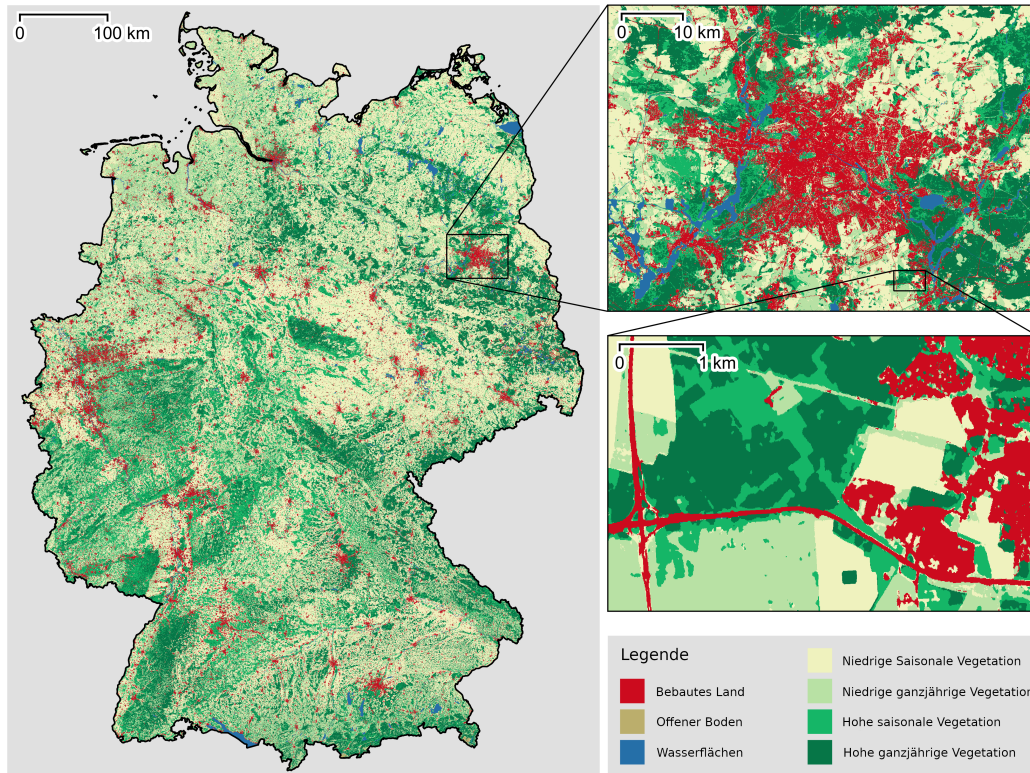 0 100 km
0 10 km
0 1 km
Legende
Bebautes Land
Offener Boden
Wasserflächen
Niedrige Saisonale Vegetation
Niedrige ganzjährige Vegetation
Hohe saisonale Vegetation
Hohe ganzjährige Vegetation